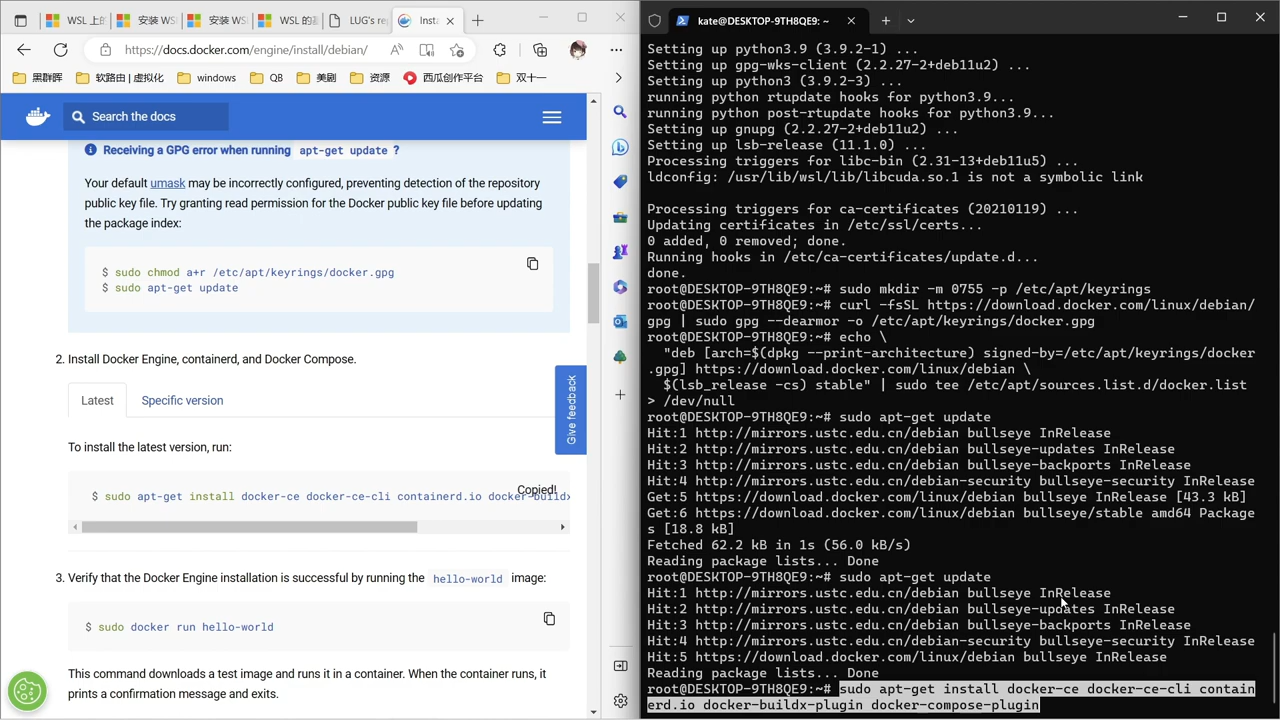 WSL 上的
安装 WS
安装 WS
WSL 的基
LUG's re
Insta
https://docs.docker.com/engine/install/debian/
黑群晖
软路由 | 虚拟化
windows
QB
美剧
资源
西瓜创作平台
双十一
Search the docs
Receiving a GPG error when running apt-get update ?
Your default umask may be incorrectly configured, preventing detection of the repository
public key file. Try granting read permission for the Docker public key file before updating
the package index:
$ sudo chmod a+r /etc/apt/keyrings/docker.gpg
$ sudo apt-get update
2. Install Docker Engine, containerd, and Docker Compose.
Latest
Specific version
Give feedback
To install the latest version, run:
Copied!
$ sudo apt-get install docker-ce docker-ce-cli containerd.io docker-buildx
3. Verify that the Docker Engine installation is successful by running the hello-world image:
$ sudo docker run hello-world
This command downloads a test image and runs it in a container. When the container runs, it
prints a confirmation message and exits.
kate@DESKTOP-9TH8QE9: ~
Setting up python3.9 (3.9.2-1) ...
Setting up gpg-wks-client (2.2.27-2+deb11u2) ...
Setting up python3 (3.9.2-3) ...
running python rtupdate hooks for python3.9...
running python post-rtupdate hooks for python3.9...
Setting up gnupg (2.2.27-2+deb11u2) ...
Setting up lsb-release (11.1.0) ...
Processing triggers for libc-bin (2.31-13+deb11u5) ...
ldconfig: /usr/lib/wsl/lib/libcuda.so.1 is not a symbolic link
Processing triggers for ca-certificates (20210119) ...
Updating certificates in /etc/ssl/certs...
0 added, 0 removed; done.
Running hooks in /etc/ca-certificates/update.d...
done.
root@DESKTOP-9TH8QE9:~# sudo mkdir -m 0755 -p /etc/apt/keyrings
root@DESKTOP-9TH8QE9:~# curl -fsSL https://download.docker.com/linux/debian/
gpg | sudo gpg --dearmor -o /etc/apt/keyrings/docker.gpg
root@DESKTOP-9TH8QE9:~# echo \
"deb [arch=$(dpkg --print-architecture) signed-by=/etc/apt/keyrings/docker
.gpg] https://download.docker.com/linux/debian \
$(lsb_release -cs) stable" | sudo tee /etc/apt/sources.list.d/docker.list
> /dev/null
root@DESKTOP-9TH8QE9:~# sudo apt-get update
Hit:1 http://mirrors.ustc.edu.cn/debian bullseye InRelease
Hit:2 http://mirrors.ustc.edu.cn/debian bullseye-updates InRelease
Hit:3 http://mirrors.ustc.edu.cn/debian bullseye-backports InRelease
Hit:4 http://mirrors.ustc.edu.cn/debian-security bullseye-security InRelease
Get:5 https://download.docker.com/linux/debian bullseye InRelease [43.3 kB]
Get:6 https://download.docker.com/linux/debian bullseye/stable amd64 Package
s [18.8 kB]
Fetched 62.2 kB in 1s (56.0 kB/s)
Reading package lists... Done
root@DESKTOP-9TH8QE9:~# sudo apt-get update
Hit:1 http://mirrors.ustc.edu.cn/debian bullseye InRelease
Hit:2 http://mirrors.ustc.edu.cn/debian bullseye-updates InRelease
Hit:3 http://mirrors.ustc.edu.cn/debian bullseye-backports InRelease
Hit:4 http://mirrors.ustc.edu.cn/debian-security bullseye-security InRelease
Hit:5 https://download.docker.com/linux/debian bullseye InRelease
Reading package lists... Done
root@DESKTOP-9TH8QE9:~# sudo apt-get install docker-ce docker-ce-cli contain
erd.io docker-buildx-plugin docker-compose-plugin